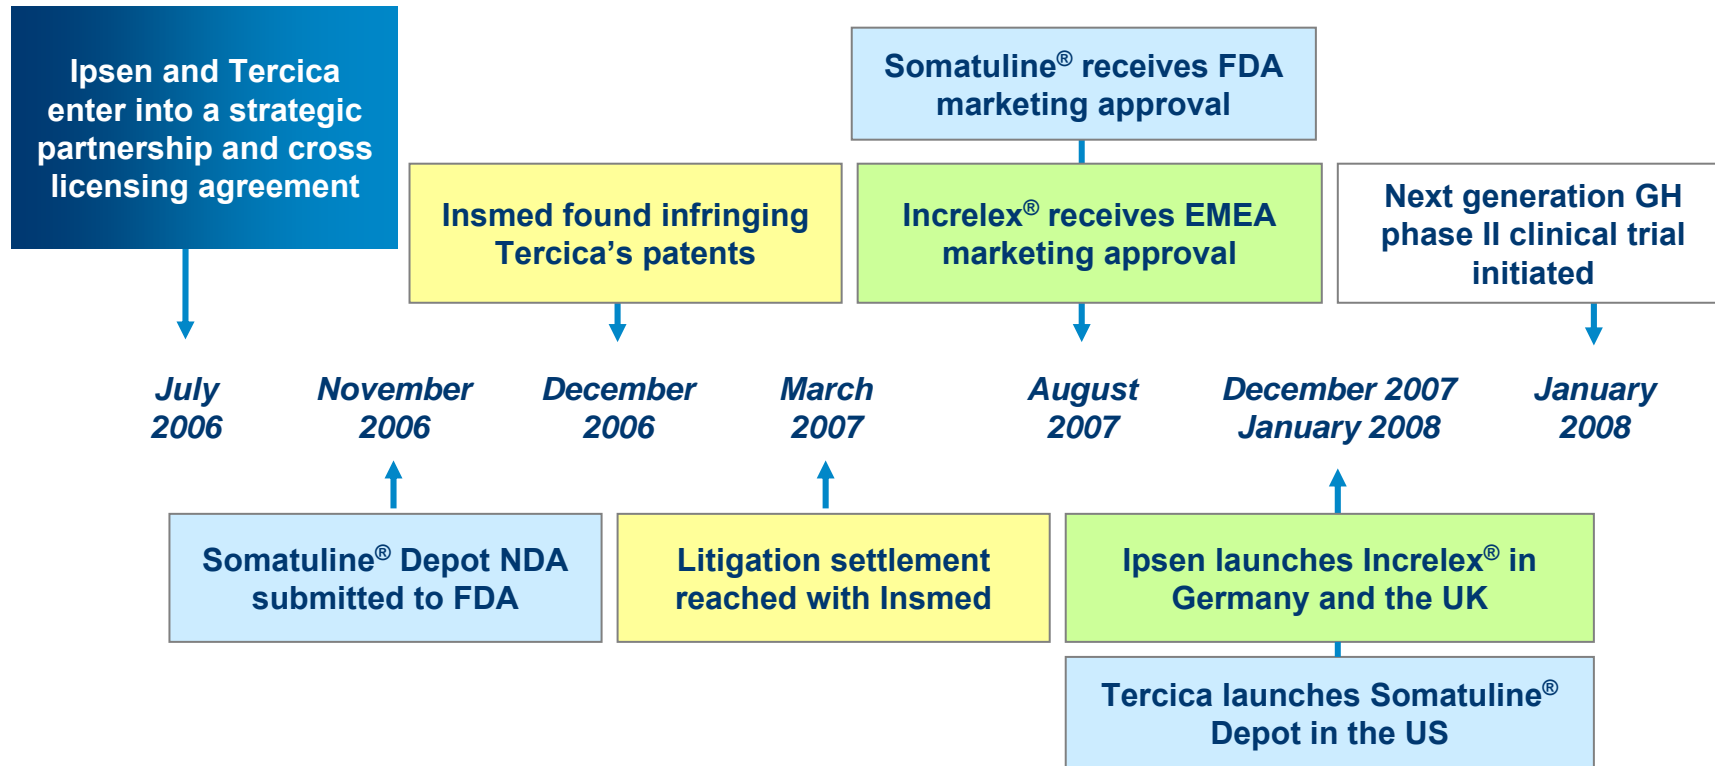 Ipsen and Tercica
enter into a strategic
partnership and cross
licensing agreement
Somatuline® receives FDA
marketing approval
Insmed found infringing
Tercica’s patents
Increlex® receives EMEA
marketing approval
Next generation GH
phase II clinical trial
initiated
July
2006
November
2006
December
2006
March
2007
August
2007
December 2007
January 2008
January
2008
Somatuline® Depot NDA
submitted to FDA
Litigation settlement
reached with Insmed
Ipsen launches Increlex® in
Germany and the UK
Tercica launches Somatuline®
Depot in the US